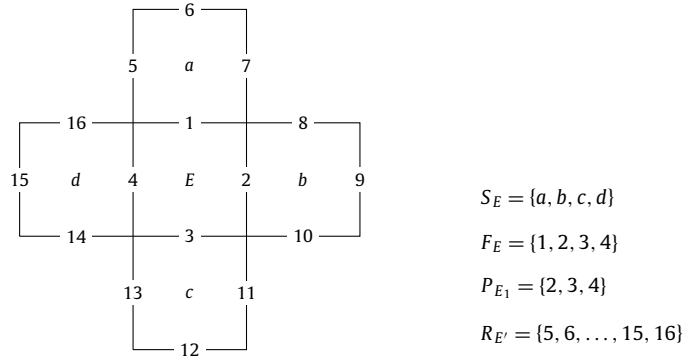 6
5 a 7
16 1 8
15 d 4 E 2 b 9
S_E = {a, b, c, d}
14 3 10
F_E = {1, 2, 3, 4}
13 c 11
P_{E_1} = {2, 3, 4}
12
R_{E'} = {5, 6, . . . , 15, 16}